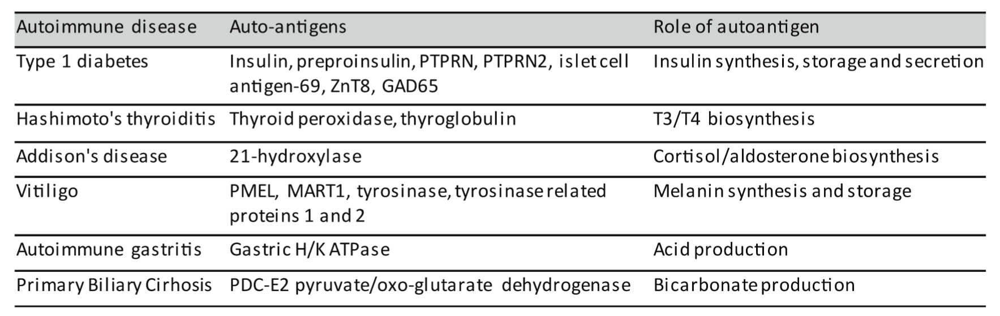 Autoimmune disease Auto-antigens Role of autoantigen
Type 1 diabetes Insulin, preproinsulin, PTPRN, PTPRN2, islet cell Insulin synthesis, storage and secretion
antigen-69, ZnT8, GAD65
Hashimoto's thyroiditis Thyroid peroxidase, thyroglobulin T3/T4 biosynthesis
Addison's disease 21-hydroxylase Cortisol/aldosterone biosynthesis
Vitiligo PMEL, MART1, tyrosinase, tyrosinase related Melanin synthesis and storage
proteins 1 and 2
Autoimmune gastritis Gastric H/K ATPase Acid production
Primary Biliary Cirhosis PDC-E2 pyruvate/oxo-glutarate dehydrogenase Bicarbonate production